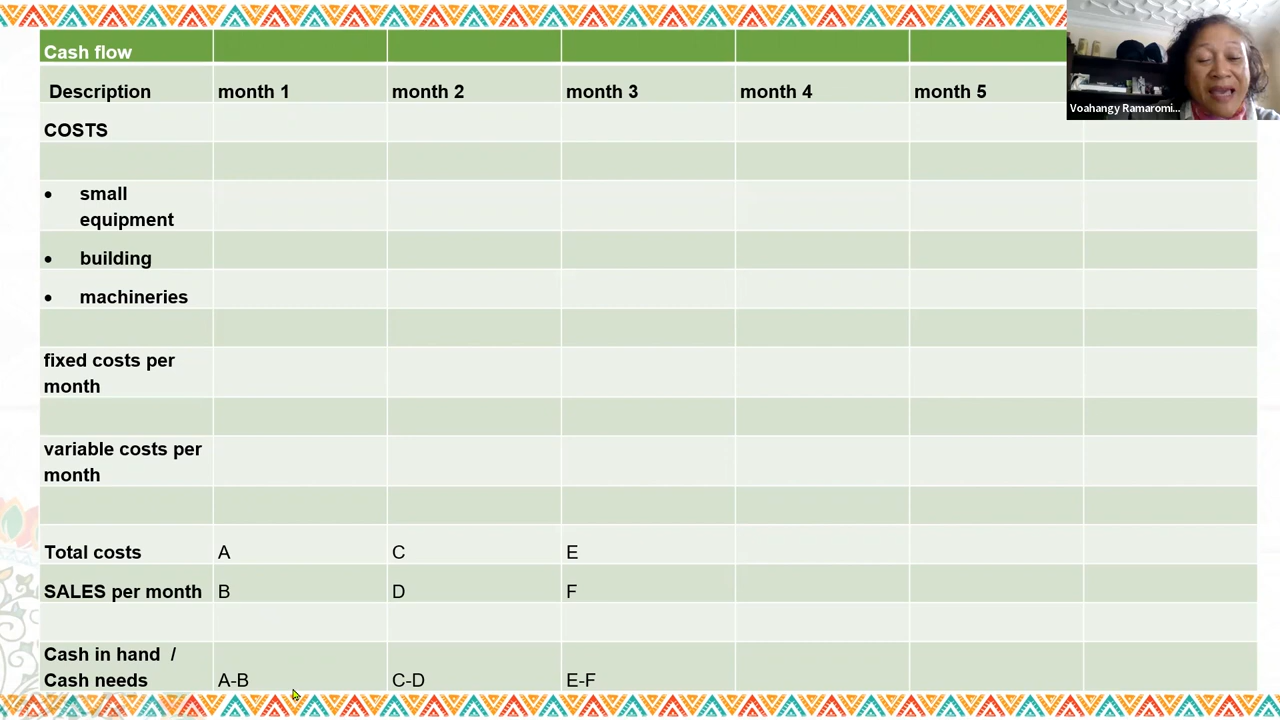 Cash flow
Description month 1 month 2 month 3 month 4 month 5
COSTS
• small
equipment
• building
• machineries
fixed costs per
month
variable costs per
month
Total costs A C E
SALES per month B D F
Cash in hand /
Cash needs A-B C-D E-F
Voahangy Ramaromi...